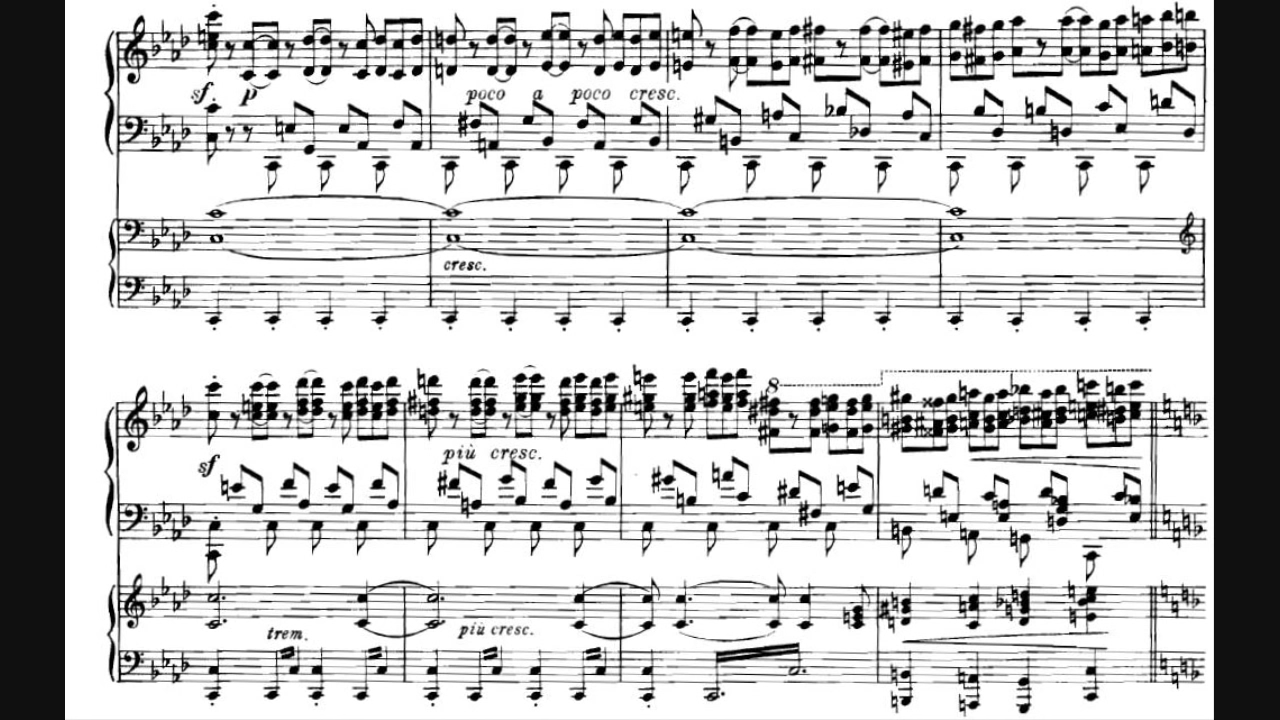 sf p poco a poco cresc.
cresc.
8
sf più cresc.
trem. più cresc.